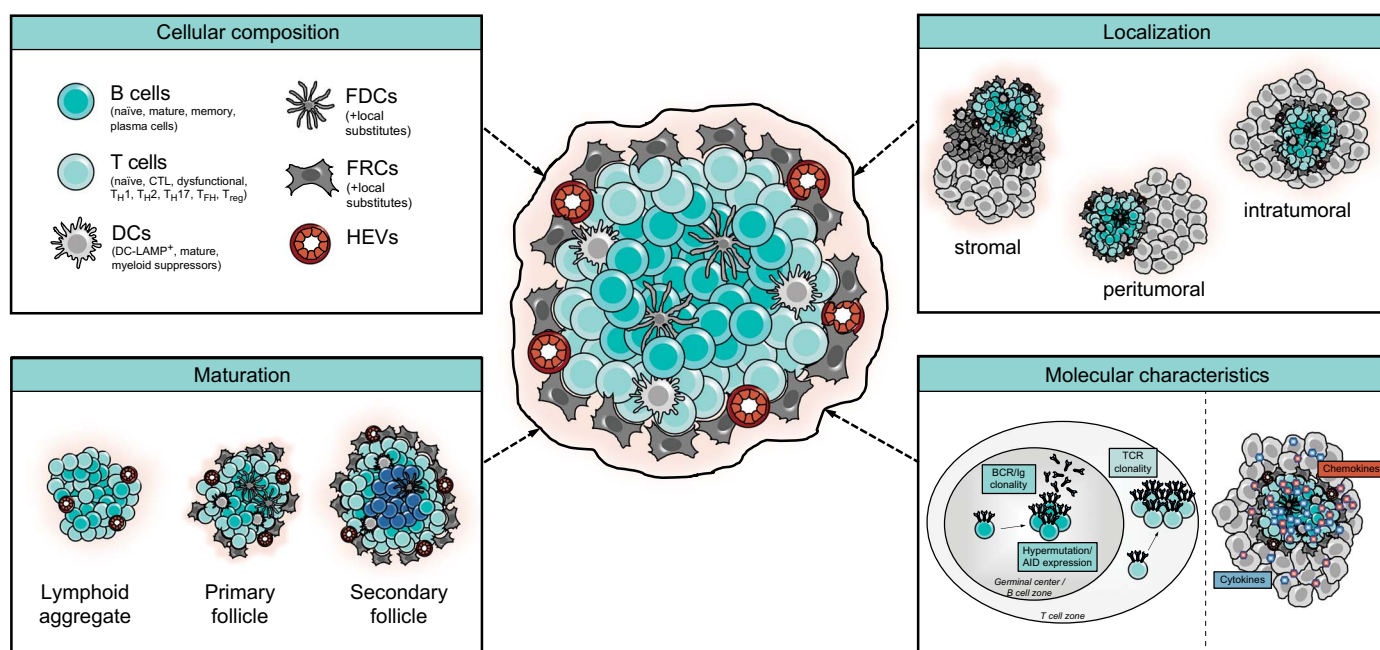 Cellular composition
B cells
(naïve, mature, memory,
plasma cells)
T cells
(naïve, CTL, dysfunctional,
TH1, TH2, TH17, TFH, Treg)
DCs
(DC-LAMP+, mature,
myeloid suppressors)
FDCs
(+local
substitutes)
FRCs
(+local
substitutes)
HEVs
Localization
stromal
peritumoral
intratumoral
Maturation
Lymphoid
aggregate
Primary
follicle
Secondary
follicle
Molecular characteristics
BCR/Ig
clonality
TCR
clonality
Hypermutation/
AID expression
Germinal center /
B cell zone
T cell zone
Chemokines
Cytokines